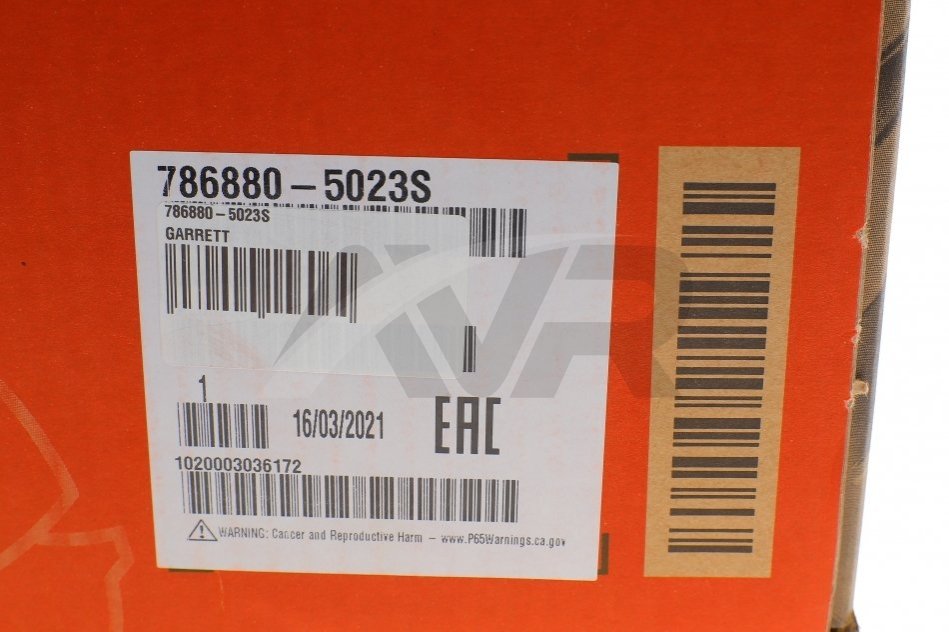 786880-5023S
786880-5023S
GARRETT
AVR
1
16/03/2021
EAC
1020003036172
WARNING: Cancer and Reproductive Harm - www.P65Warnings.ca.gov